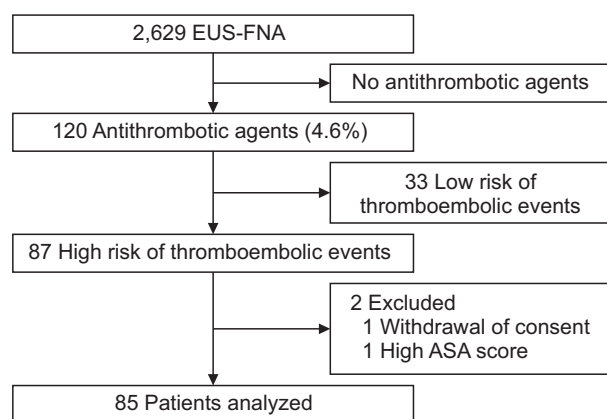 2,629 EUS-FNA
No antithrombotic agents
120 Antithrombotic agents (4.6%)
33 Low risk of
thromboembolic events
87 High risk of thromboembolic events
2 Excluded
1 Withdrawal of consent
1 High ASA score
85 Patients analyzed